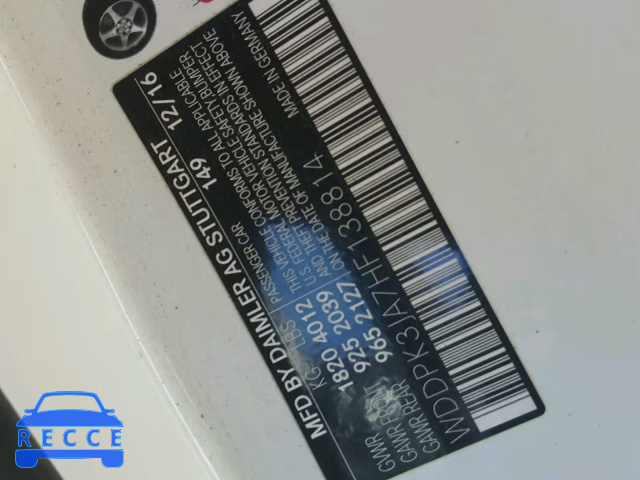 MFD BY DAIMLER AG STUTTGART 12/16
149
KG LBS PASSENGER CAR
GWVR 1820 4012 THIS VEHICLE CONFORMS TO ALL APPLICABLE
U.S. FEDERAL MOTOR VEHICLE SAFETY BUMPER
GAWR FRONT 925 2039 AND THEFT PREVENTION STANDARDS IN EFFECT
GAWR REAR 965 2127 ON THE DATE OF MANUFACTURE SHOWN ABOVE
WDDPK3JA7HF138814 MADE IN GERMANY
RECCE